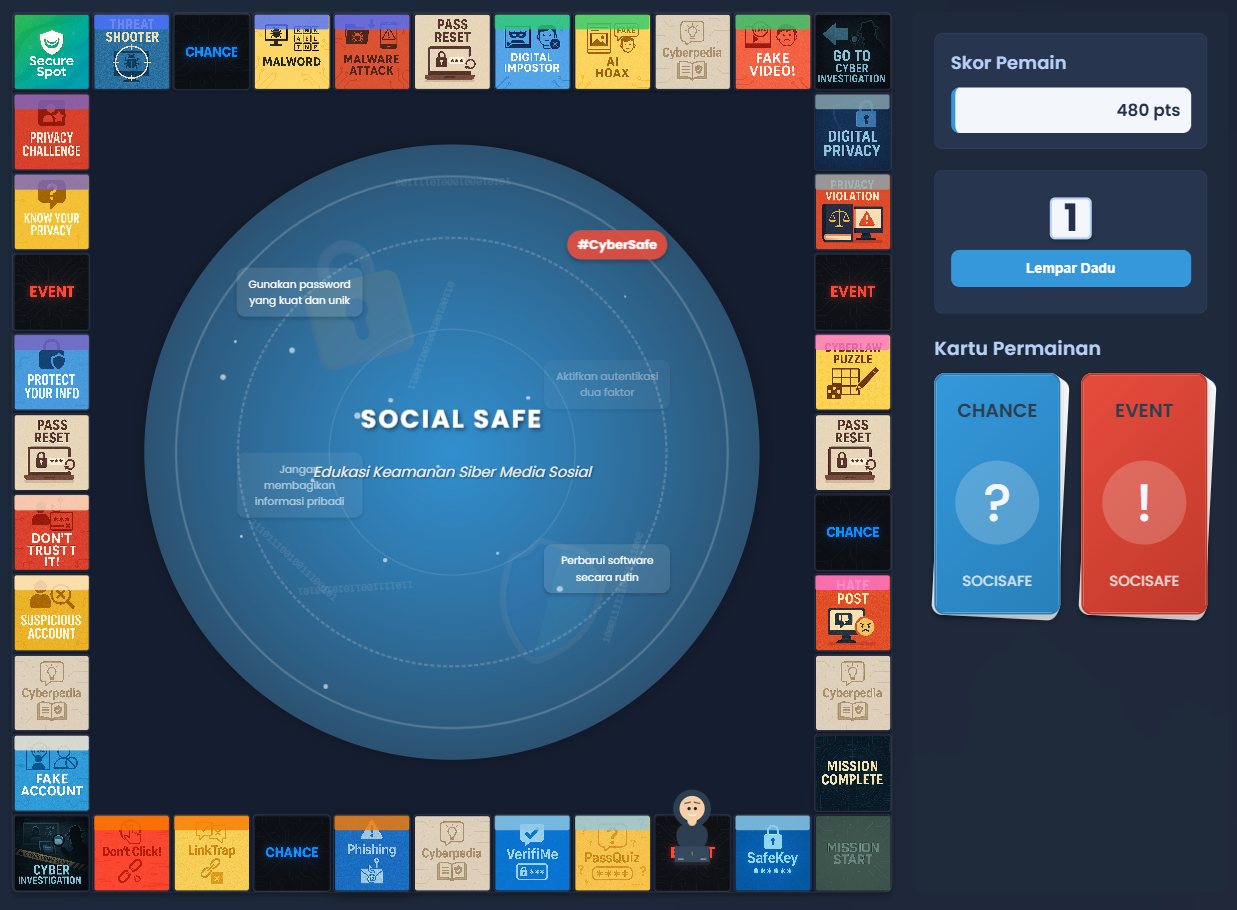 Secure
Spot
THREAT
SHOOTER
CHANCE
MALWORD
MALWARE
ATTACK
PASS
RESET
DIGITAL
IMPOSTOR
AI
HOAX
Cyberpedia
FAKE
VIDEO!
GO TO
CYBER
INVESTIGATION
Skor Pemain
480 pts
PRIVACY
CHALLENGE
DIGITAL
PRIVACY
KNOW YOUR
PRIVACY
PRIVACY
VIOLATION
1
Lempar Dadu
#CyberSafe
Gunakan password
yang kuat dan unik
EVENT
EVENT
Kartu Permainan
PROTECT
YOUR INFO
Aktifkan autentikasi
dua faktor
CYBERLAW
PUZZLE
CHANCE
?
SOCISAFE
EVENT
!
SOCISAFE
SOCIAL SAFE
Edukasi Keamanan Siber Media Sosial
PASS
RESET
Jangan
membagikan
informasi pribadi
PASS
RESET
DON'T
TRUST T
IT!
CHANCE
Perbarui software
secara rutin
SUSPICIOUS
ACCOUNT
HATE
POST
Cyberpedia
Cyberpedia
FAKE
ACCOUNT
MISSION
COMPLETE
CYBER
INVESTIGATION
Don't Click!
LinkTrap
CHANCE
Phishing
Cyberpedia
VerifiMe
PassQuiz
SafeKey
MISSION
START